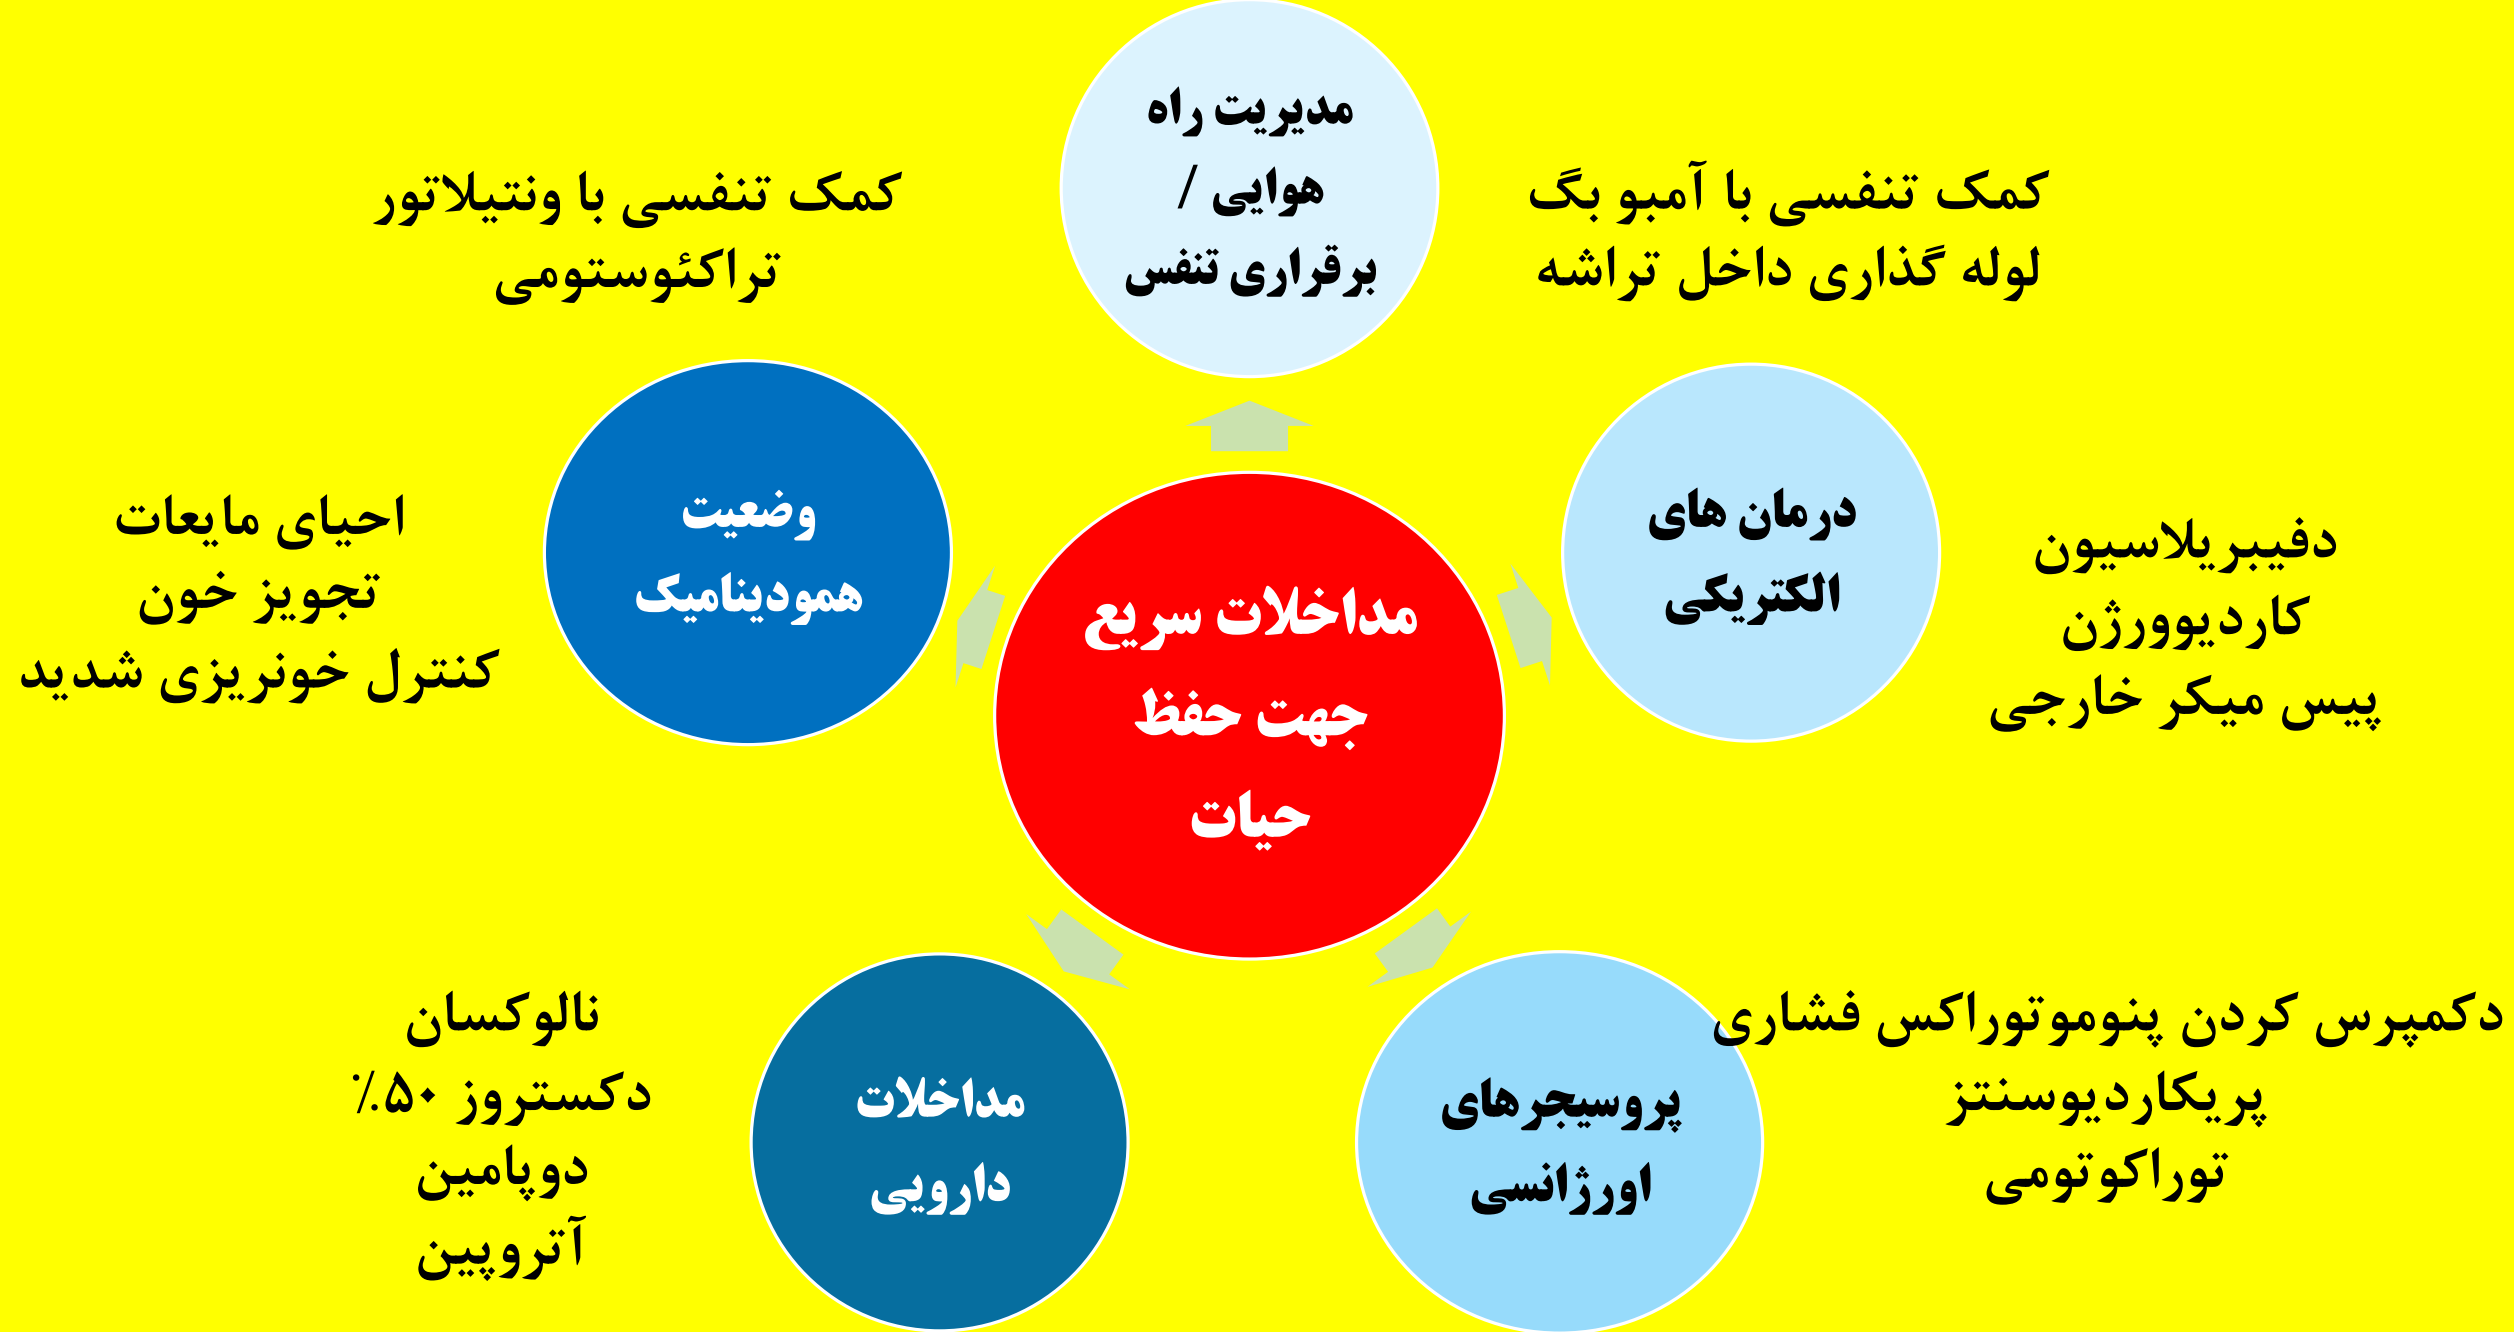 مدیریت راه
هوایی /
برقراری تنفس
کمک تنفسی با آمبو بگ
لوله گذاری داخل تراشه
کمک تنفسی با ونتیلاتور
تراکئوستومی
درمان های
الکتریکی
دفیبریلاسیون
کاردیوورژن
پیس میکر خارجی
وضعیت
همودینامیک
احیای مایعات
تجویز خون
کنترل خونریزی شدید
مداخلات سریع
جهت حفظ
حیات
پروسیجرهای
اورژانسی
دکمپرس کردن پنوموتوراکس فشاری
پریکاردیوسنتز
توراکوتومی
مداخلات
دارویی
نالوکسان
دکستروز ۵۰٪
دوپامین
آتروپین